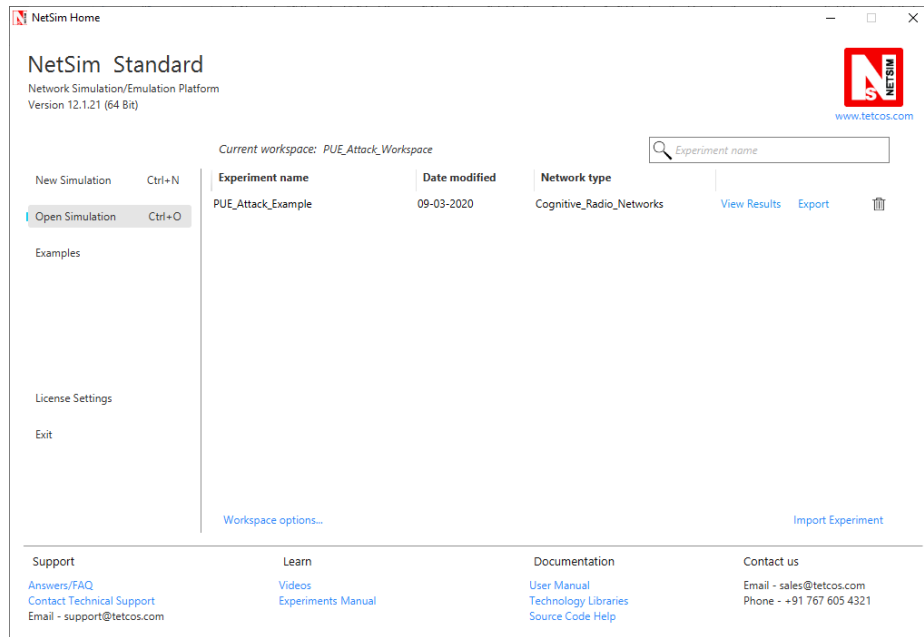 NetSim Home
NetSim Standard
Network Simulation/Emulation Platform
Version 12.1.21 (64 Bit)
NS
NETSIM
www.tetcos.com
Current workspace: PUE_Attack_Workspace
Experiment name
New Simulation Ctrl+N
Open Simulation Ctrl+O
Examples
License Settings
Exit
Experiment name Date modified Network type
PUE_Attack_Example 09-03-2020 Cognitive_Radio_Networks View Results Export
Workspace options... Import Experiment
Support
Answers/FAQ
Contact Technical Support
Email - support@tetcos.com
Learn
Videos
Experiments Manual
Documentation
User Manual
Technology Libraries
Source Code Help
Contact us
Email - sales@tetcos.com
Phone - +91 767 605 4321